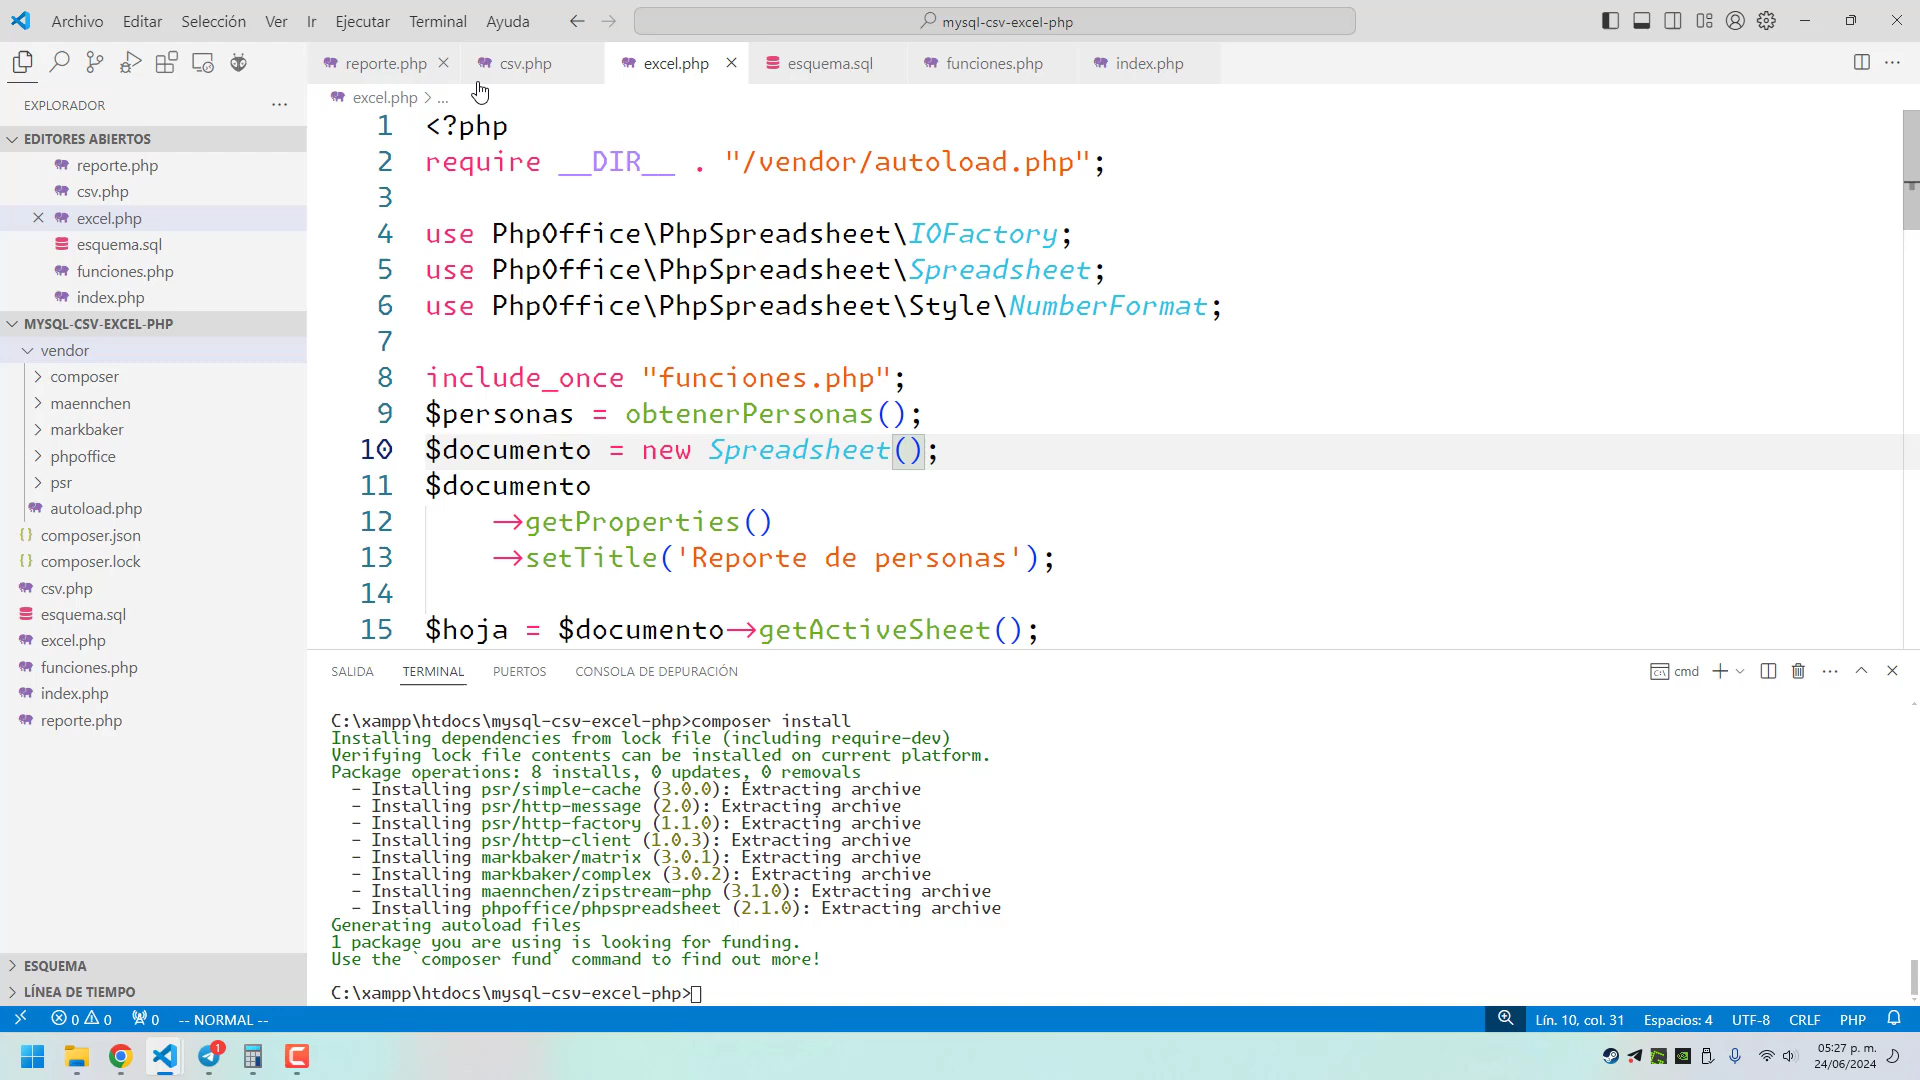 Archivo Editar Selección Ver Ir Ejecutar Terminal Ayuda mysql-csv-excel-php
reporte.php csv.php excel.php esquema.sql funciones.php index.php
EXPLORADOR
excel.php > ...
EDITORES ABIERTOS
reporte.php
csv.php
excel.php
esquema.sql
funciones.php
index.php
MYSQL-CSV-EXCEL-PHP
vendor
composer
maennchen
markbaker
phpoffice
psr
autoload.php
composer.json
composer.lock
csv.php
esquema.sql
excel.php
funciones.php
index.php
reporte.php
ESQUEMA
LÍNEA DE TIEMPO
1 <?php
2 require __DIR__ . "/vendor/autoload.php";
3
4 use PhpOffice\PhpSpreadsheet\IOFactory;
5 use PhpOffice\PhpSpreadsheet\Spreadsheet;
6 use PhpOffice\PhpSpreadsheet\Style\NumberFormat;
7
8 include_once "funciones.php";
9 $personas = obtenerPersonas();
10 $documento = new Spreadsheet();
11 $documento
12 ->getProperties()
13 ->setTitle('Reporte de personas');
14
15 $hoja = $documento->getActiveSheet();
SALIDA TERMINAL PUERTOS CONSOLA DE DEPURACIÓN cmd
C:\xampp\htdocs\mysql-csv-excel-php>composer install
Installing dependencies from lock file (including require-dev)
Verifying lock file contents can be installed on current platform.
Package operations: 8 installs, 0 updates, 0 removals
- Installing psr/simple-cache (3.0.0): Extracting archive
- Installing psr/http-message (2.0): Extracting archive
- Installing psr/http-factory (1.1.0): Extracting archive
- Installing psr/http-client (1.0.3): Extracting archive
- Installing markbaker/matrix (3.0.1): Extracting archive
- Installing markbaker/complex (3.0.2): Extracting archive
- Installing maennchen/zipstream-php (3.1.0): Extracting archive
- Installing phpoffice/phpspreadsheet (2.1.0): Extracting archive
Generating autoload files
1 package you are using is looking for funding.
Use the `composer fund` command to find out more!
C:\xampp\htdocs\mysql-csv-excel-php>
0 0 0 -- NORMAL -- Lín. 10, col. 31 Espacios: 4 UTF-8 CRLF PHP
1
05:27 p. m.
24/06/2024